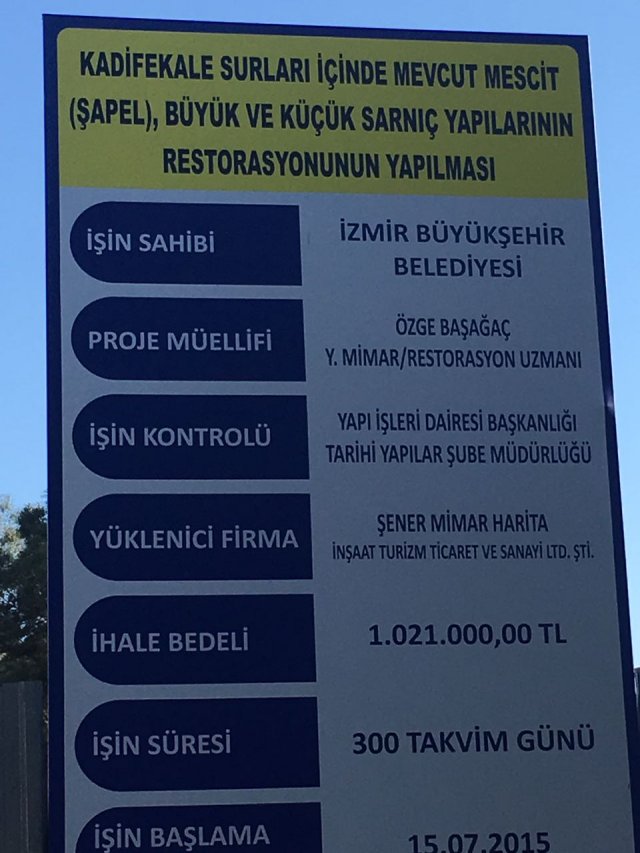 KADİFEKALE SURLARI İÇİNDE MEVCUT MESCİT
(ŞAPEL), BÜYÜK VE KÜÇÜK SARNIÇ YAPILARININ
RESTORASYONUNUN YAPILMASI
İŞİN SAHİBİ
İZMİR BÜYÜKŞEHİR
BELEDİYESİ
PROJE MÜELLİFİ
ÖZGE BAŞAĞAÇ
Y. MİMAR/RESTORASYON UZMANI
İŞİN KONTROLÜ
YAPI İŞLERİ DAİRESİ BAŞKANLIĞI
TARİHİ YAPILAR ŞUBE MÜDÜRLÜĞÜ
YÜKLENİCİ FİRMA
ŞENER MİMAR HARİTA
İNŞAAT TURİZM TİCARET VE SANAYİ LTD. ŞTİ.
İHALE BEDELİ
1.021.000,00 TL
İŞİN SÜRESİ
300 TAKVİM GÜNÜ
İŞİN BAŞLAMA
15.07.2015